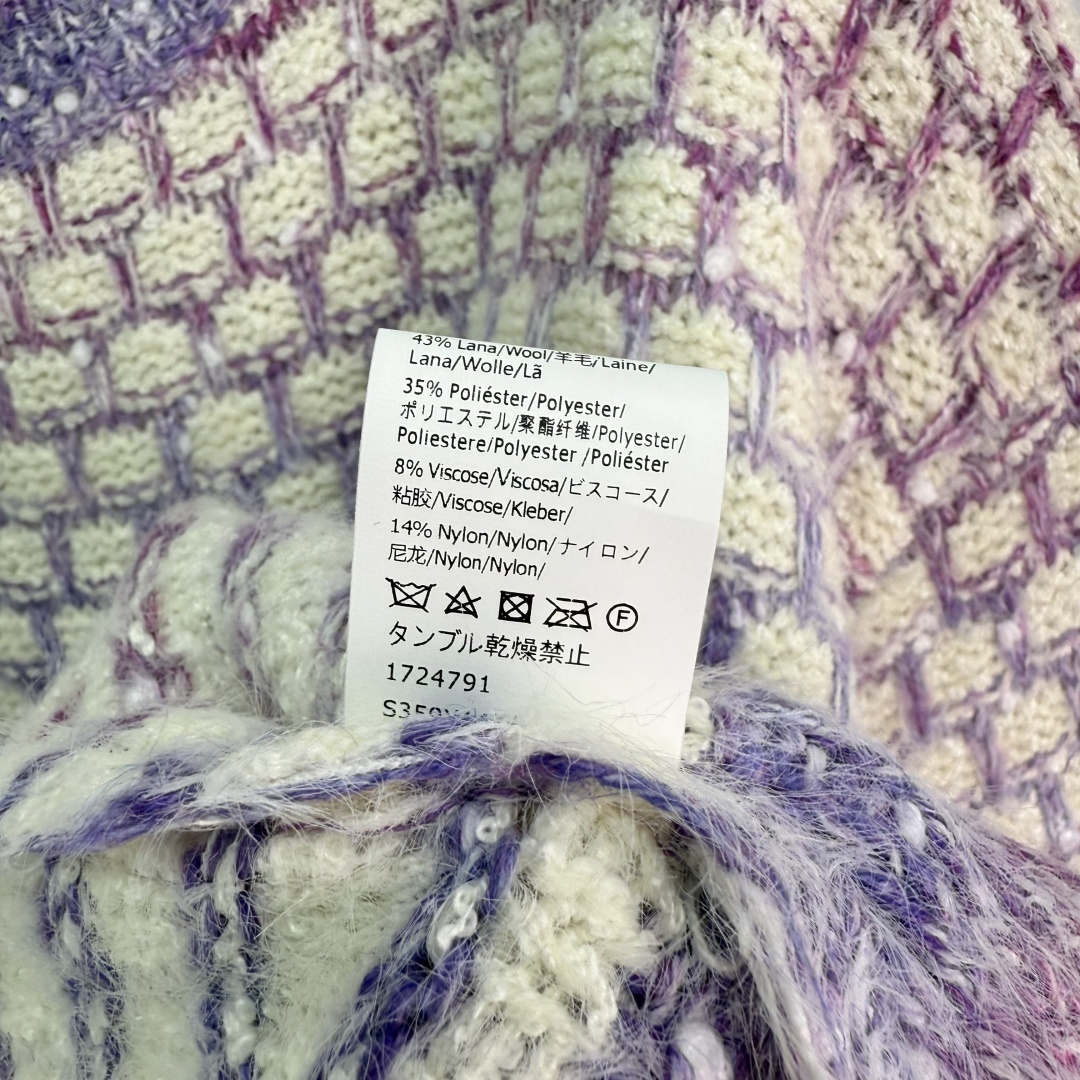 43% Lana/Wool/羊毛/Laine/
Lana/Wolle/Lã
35% Poliéster/Polyester/
ポリエステル/聚酯纤维/Polyester/
Poliestere/Polyester /Poliéster
8% Viscose/Viscosa/ビスコース/
粘胶/Viscose/Kleber/
14% Nylon/Nylon/ナイロン/
尼龙/Nylon/Nylon/
F
タンブル乾燥禁止
1724791